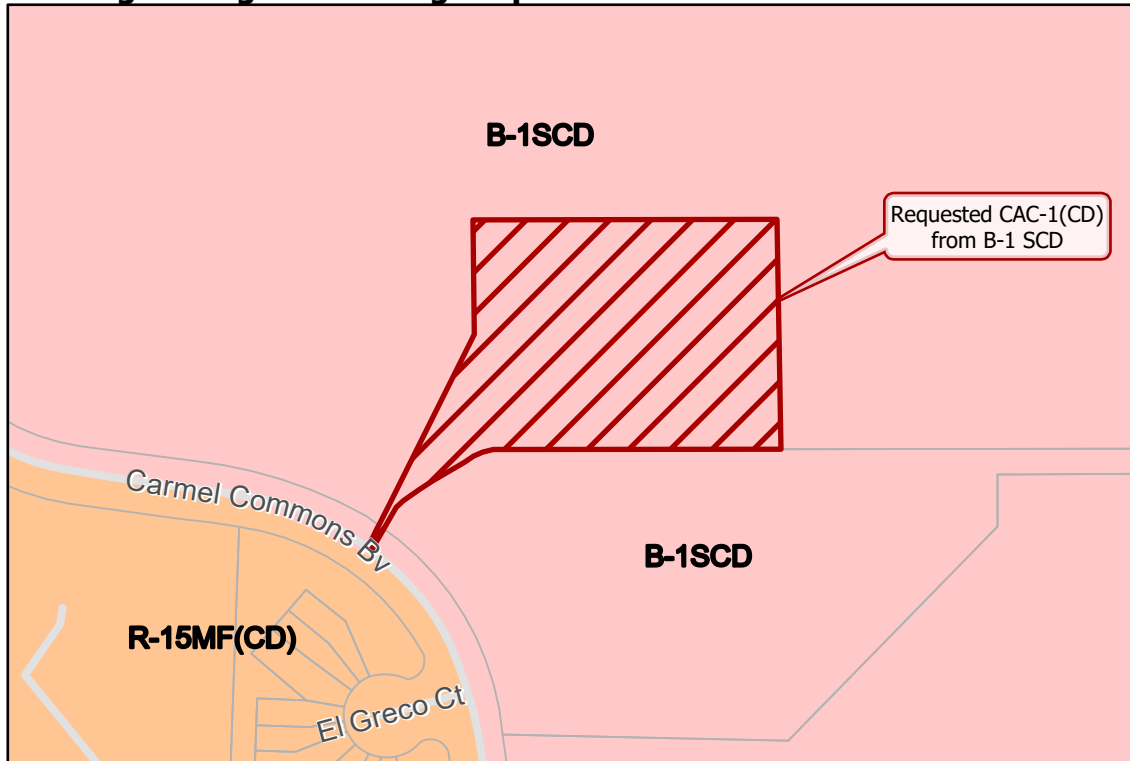 B-1SCD
Requested CAC-1(CD)
from B-1 SCD
Carmel Commons Bv
B-1SCD
R-15MF(CD)
El Greco Ct